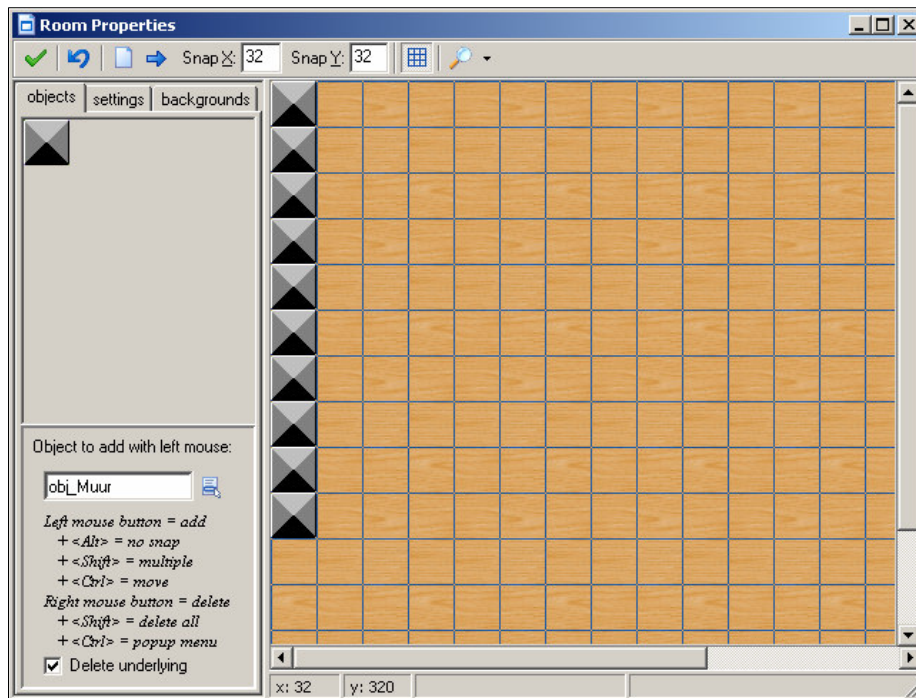 Room Properties
Snap X: 32 Snap Y: 32
objects settings backgrounds
Object to add with left mouse:
obj_Muur
Left mouse button = add
+ <Alt> = no snap
+ <Shift> = multiple
+ <Ctrl> = move
Right mouse button = delete
+ <Shift> = delete all
+ <Ctrl> = popup menu
Delete underlying
x: 32 y: 320